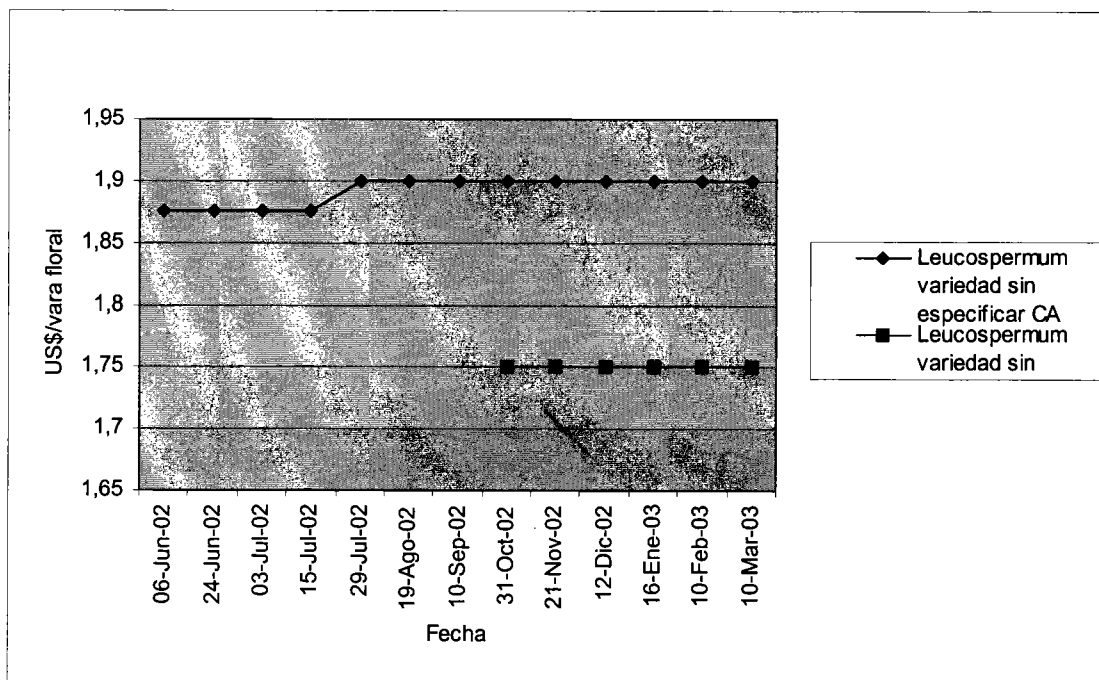 1,95
1,9
1,85
1,8
1,75
1,7
1,65
US$/vara floral
06-Jun-02
24-Jun-02
03-Jul-02
15-Jul-02
29-Jul-02
19-Ago-02
10-Sep-02
31-Oct-02
21-Nov-02
12-Dic-02
16-Ene-03
10-Feb-03
10-Mar-03
Fecha
Leucospermum
variedad sin
especificar CA
Leucospermum
variedad sin